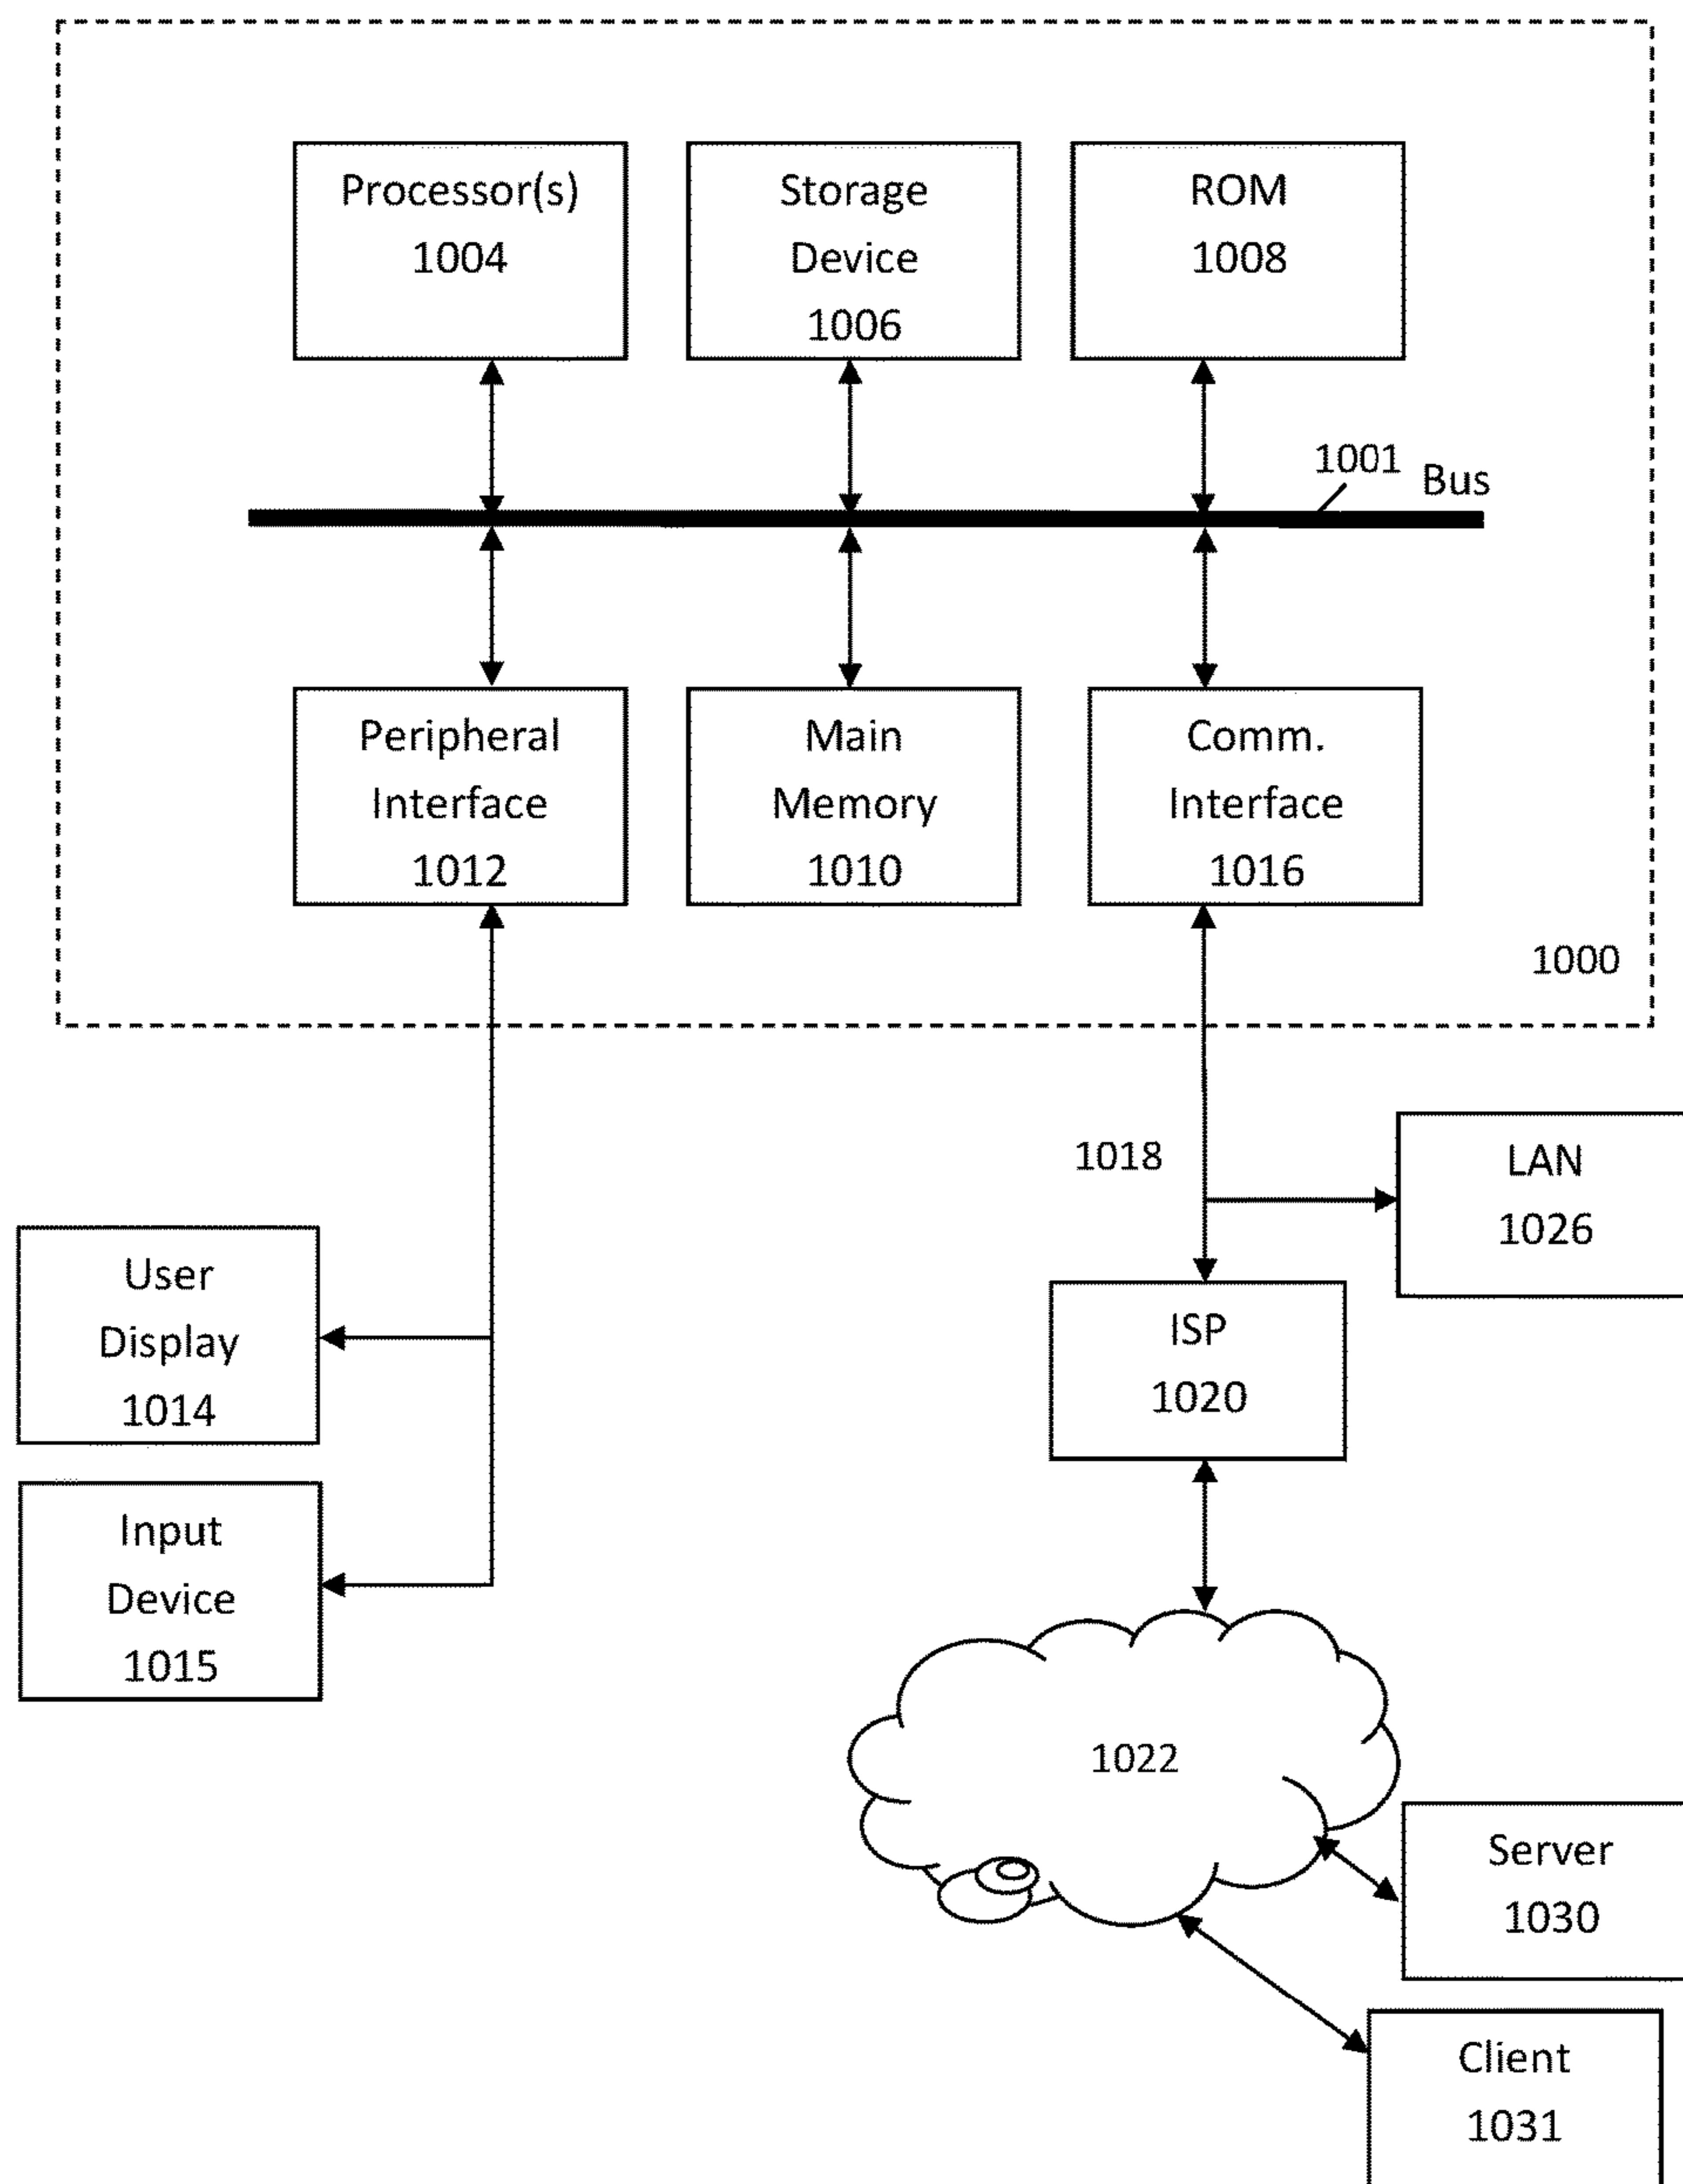 Processor(s)
1004
Storage
Device
1006
ROM
1008
1001
Bus
Peripheral
Interface
1012
Main
Memory
1010
Comm.
Interface
1016
1000
1018
LAN
1026
User
Display
1014
ISP
1020
Input
Device
1015
1022
Server
1030
Client
1031